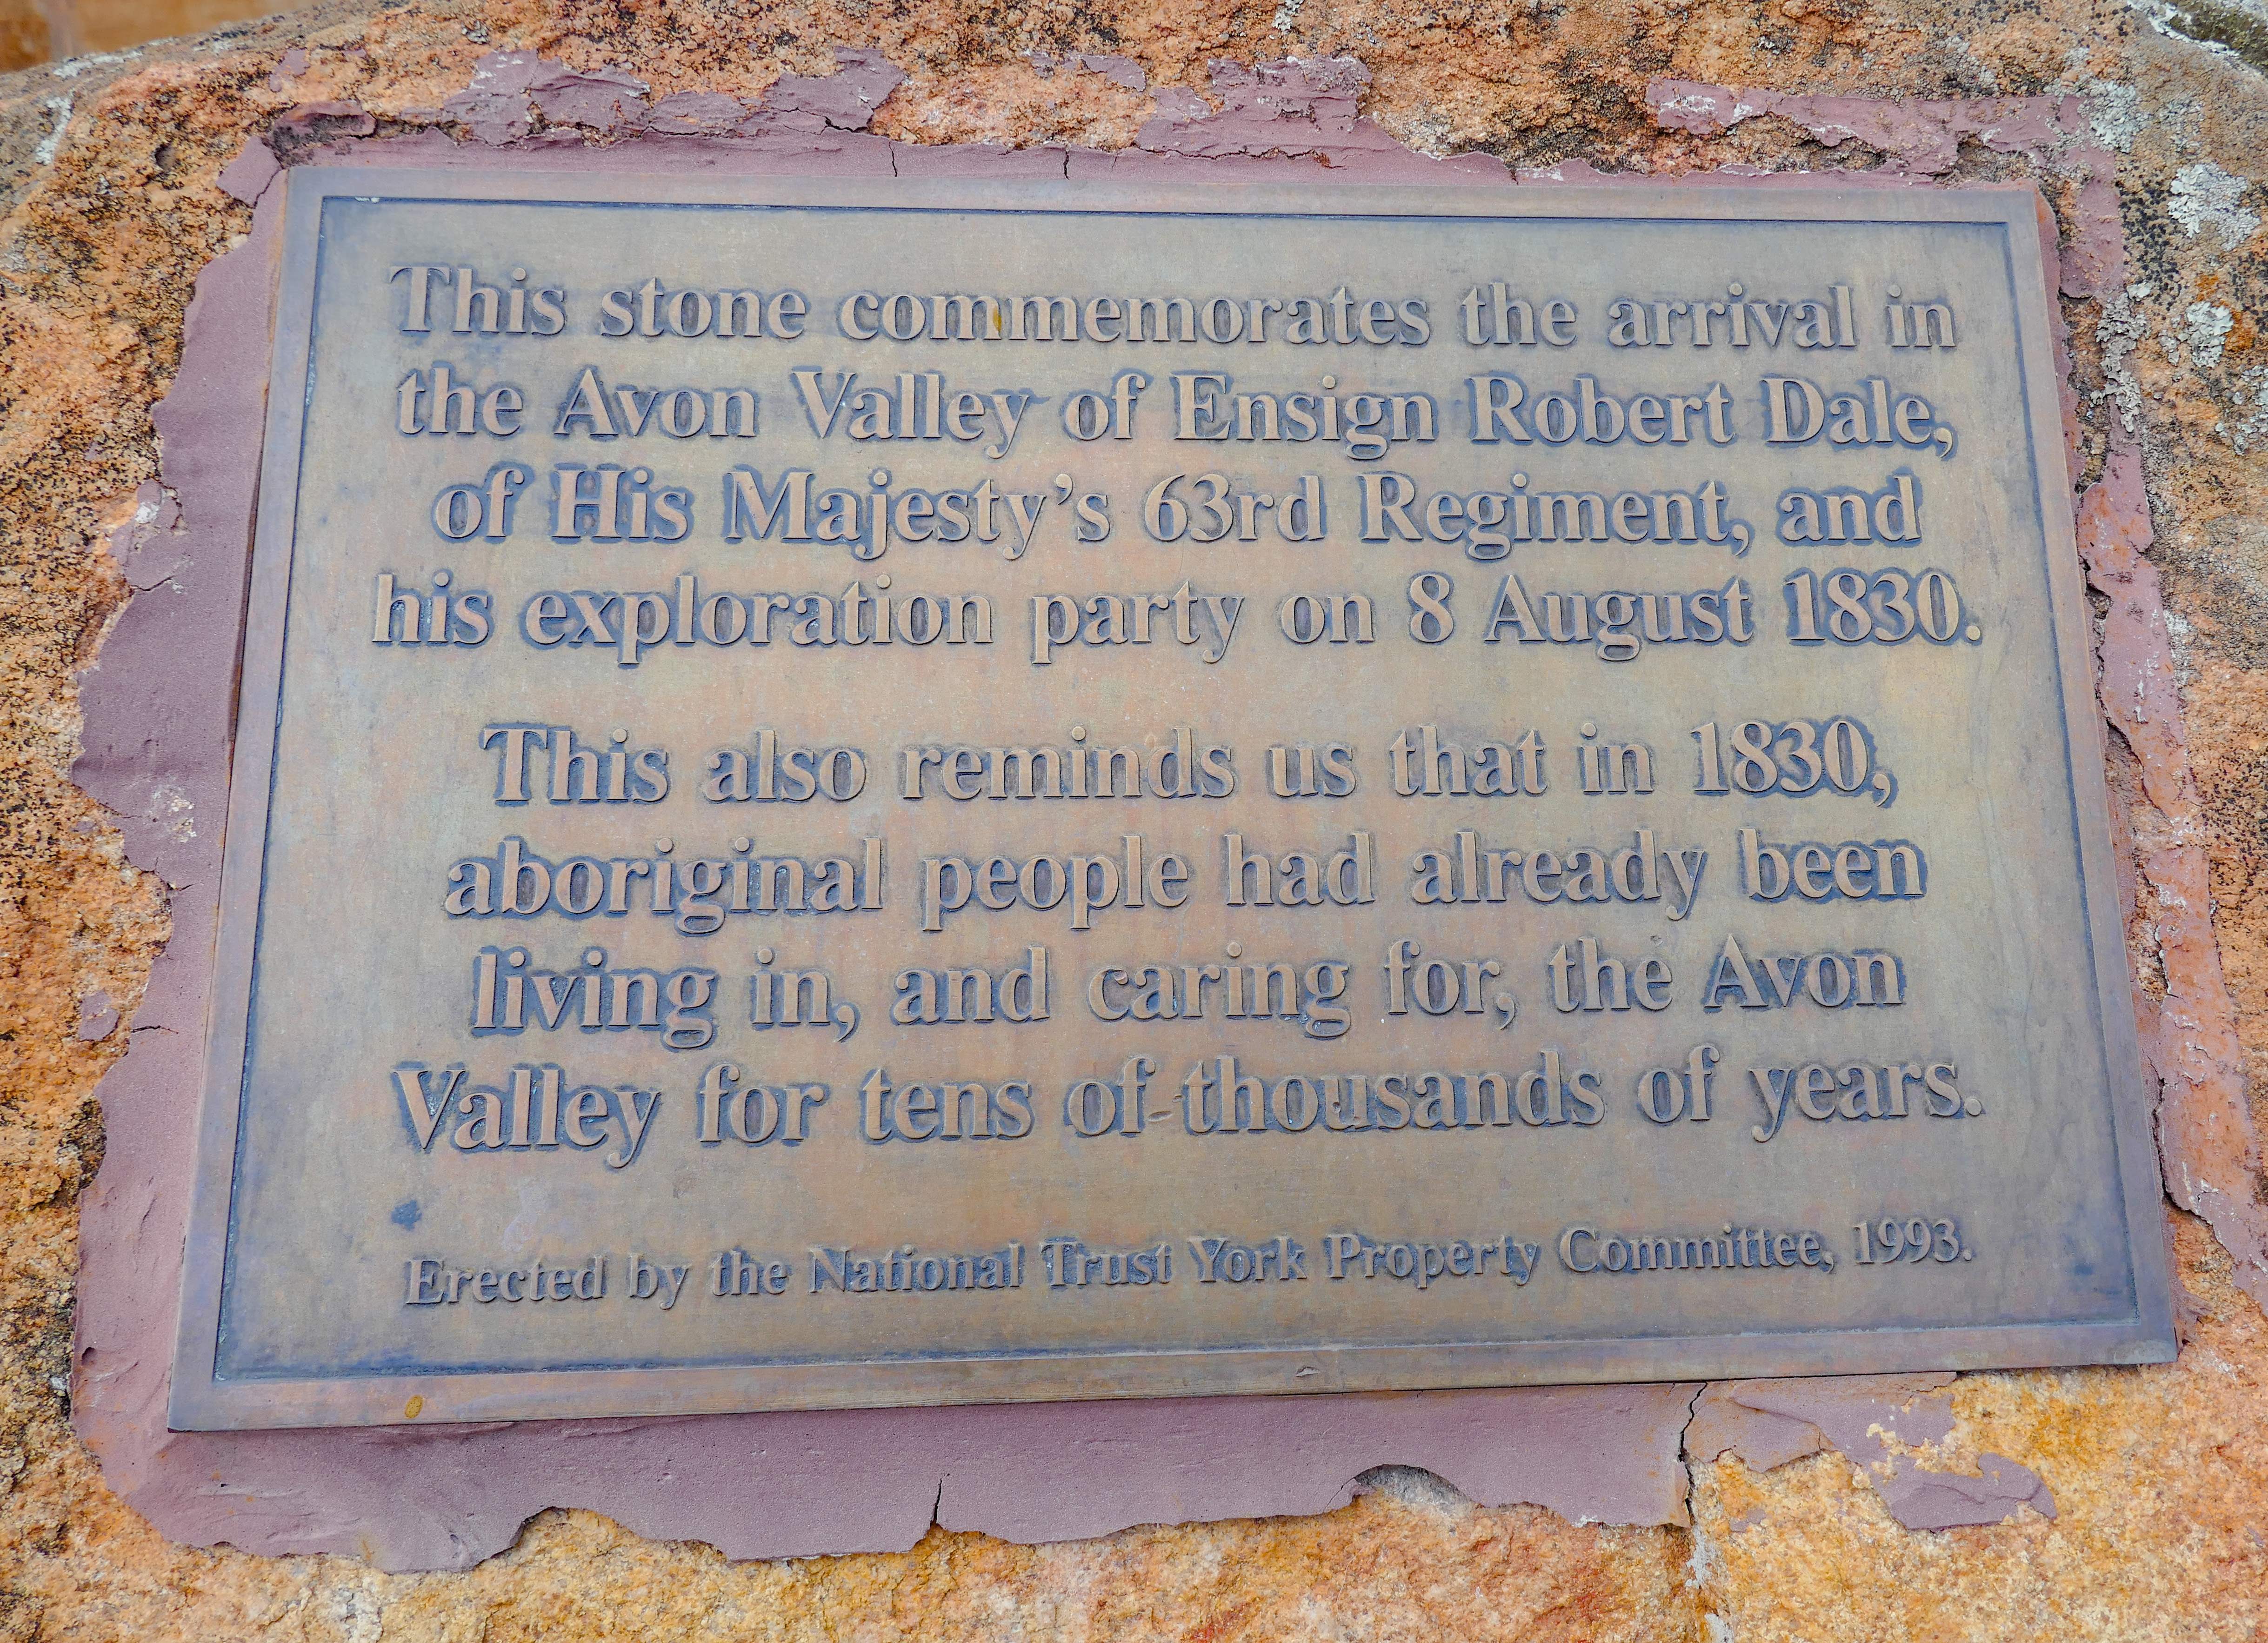 This stone commemorates the arrival in
the Avon Valley of Ensign Robert Dale,
of His Majesty's 63rd Regiment, and
his exploration party on 8 August 1830.
This also reminds us that in 1830,
aboriginal people had already been
living in, and caring for, the Avon
Valley for tens of thousands of years.
Erected by the National Trust York Property Committee, 1993.